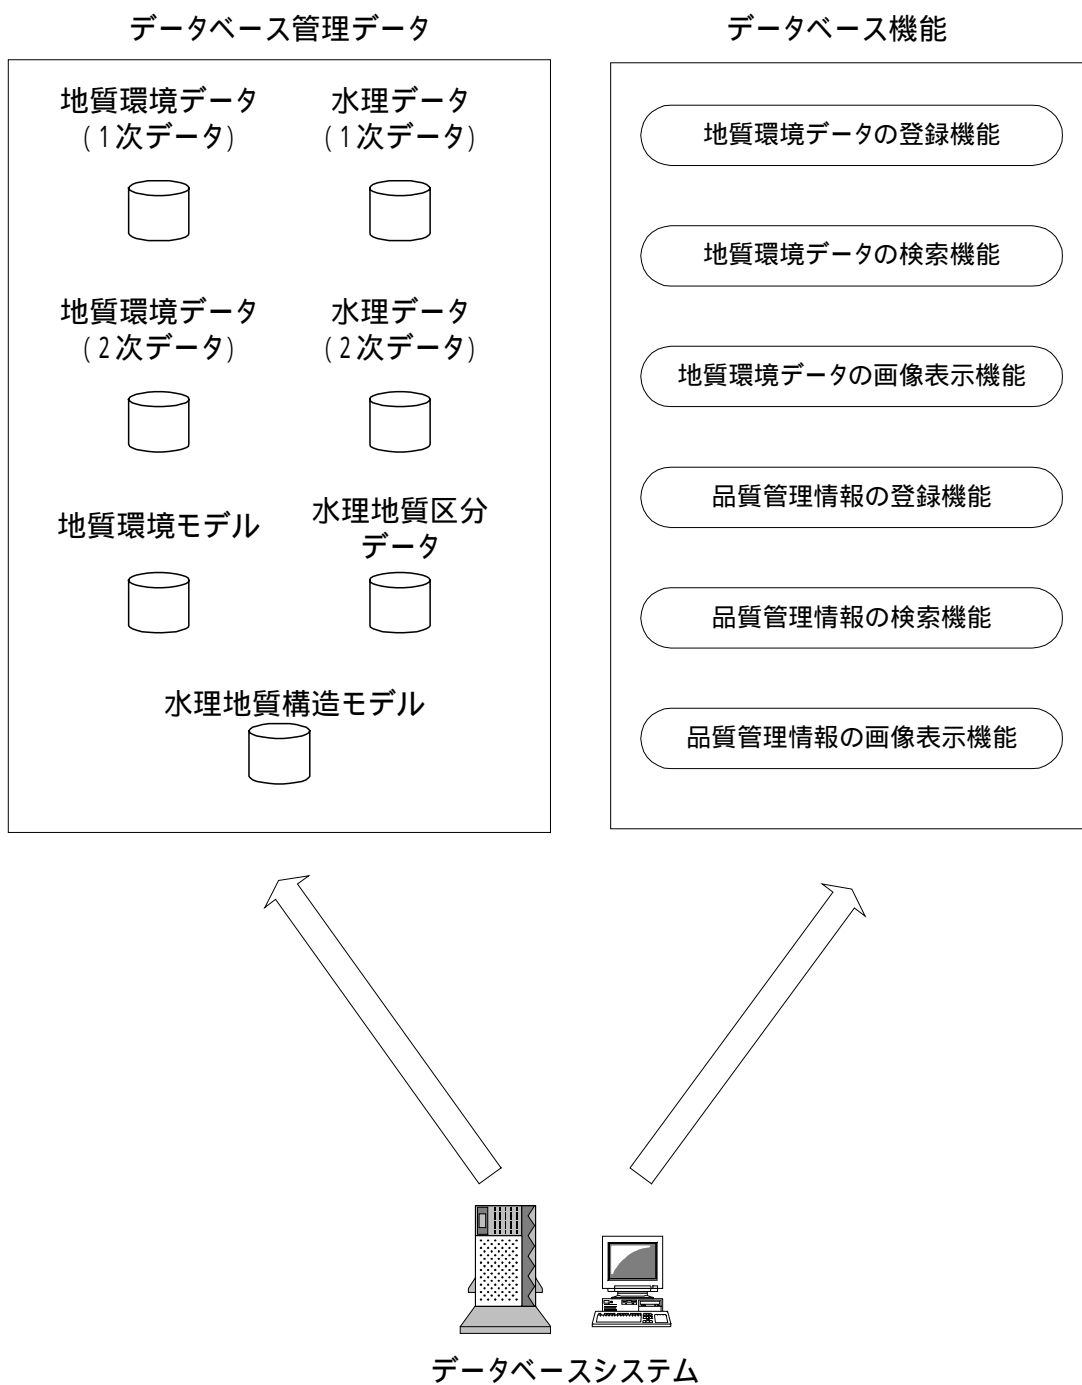 データベース管理データ
データベース機能
地質環境データ
(1次データ)
水理データ
(1次データ)
地質環境データ
(2次データ)
水理データ
(2次データ)
地質環境モデル
水理地質区分
データ
水理地質構造モデル
地質環境データの登録機能
地質環境データの検索機能
地質環境データの画像表示機能
品質管理情報の登録機能
品質管理情報の検索機能
品質管理情報の画像表示機能
データベースシステム